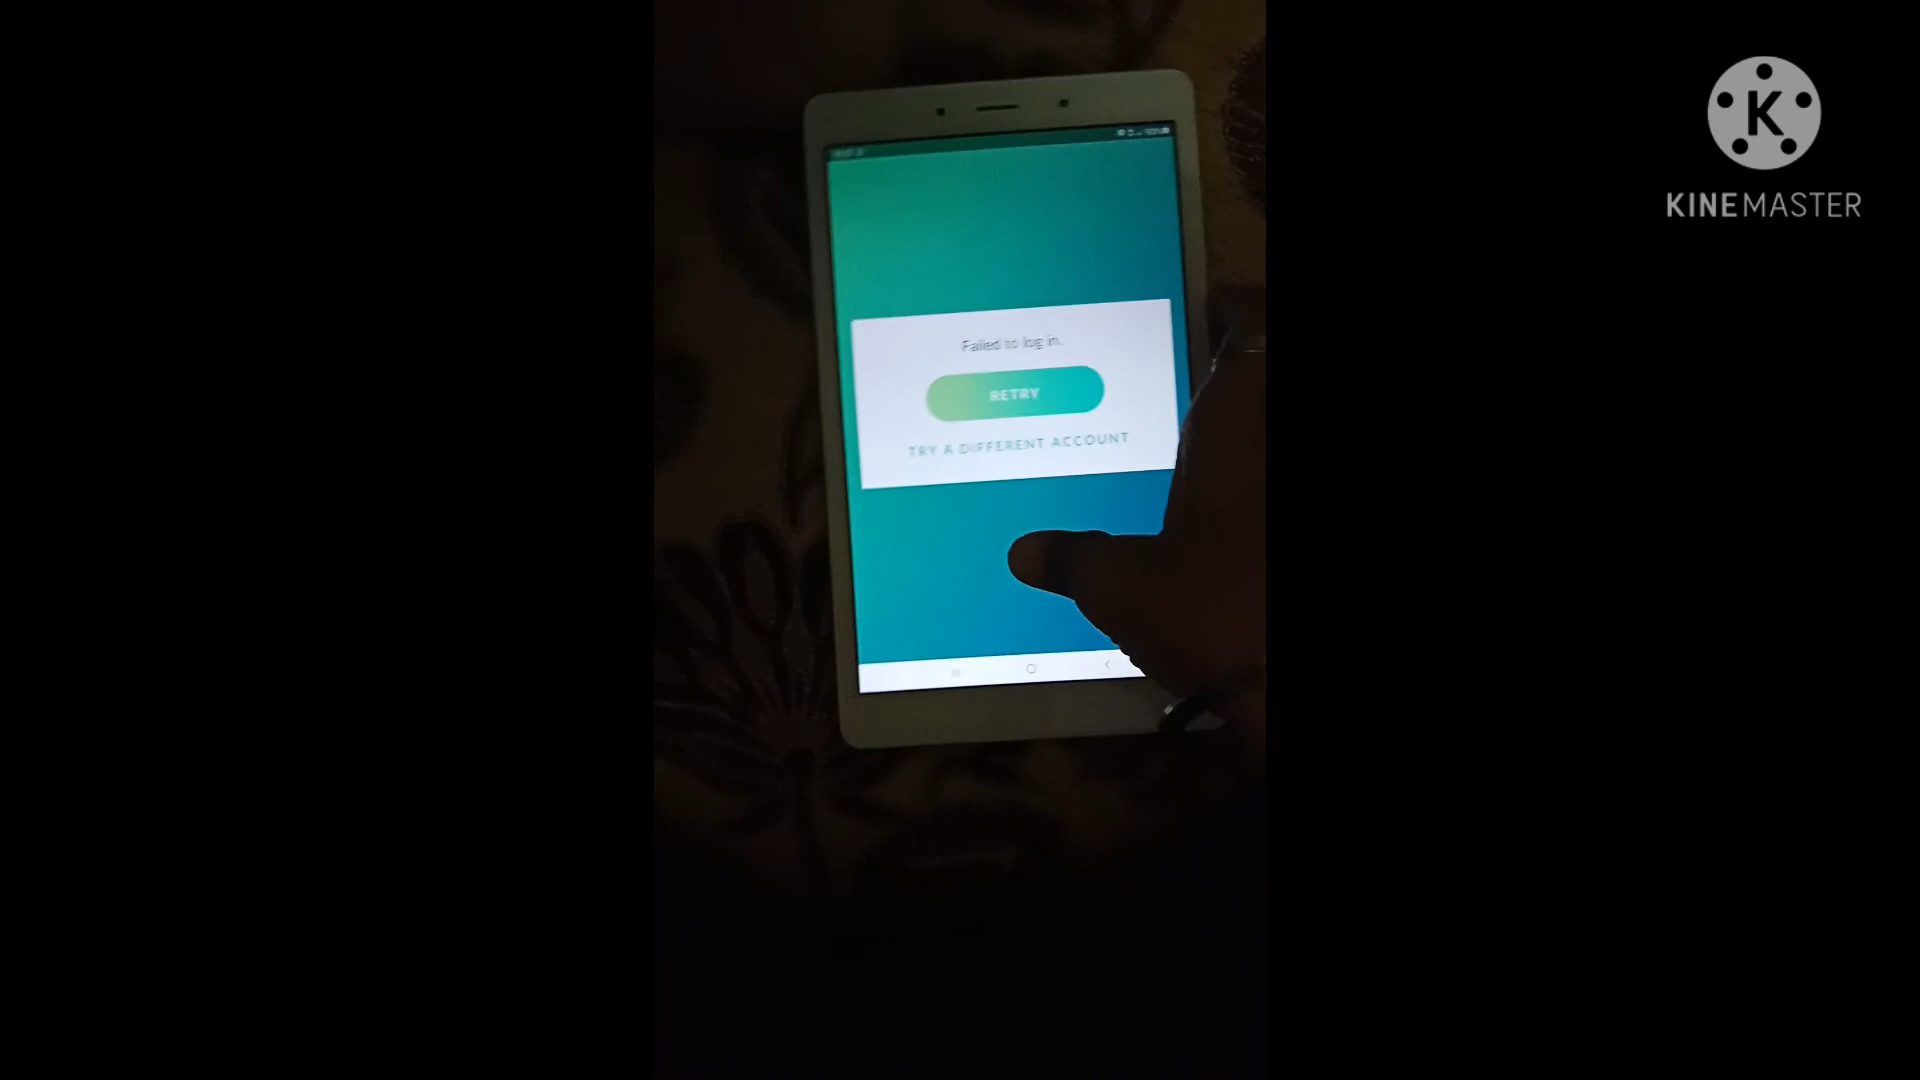 Failed to log in.
RETRY
TRY A DIFFERENT ACCOUNT
K
KINEMASTER